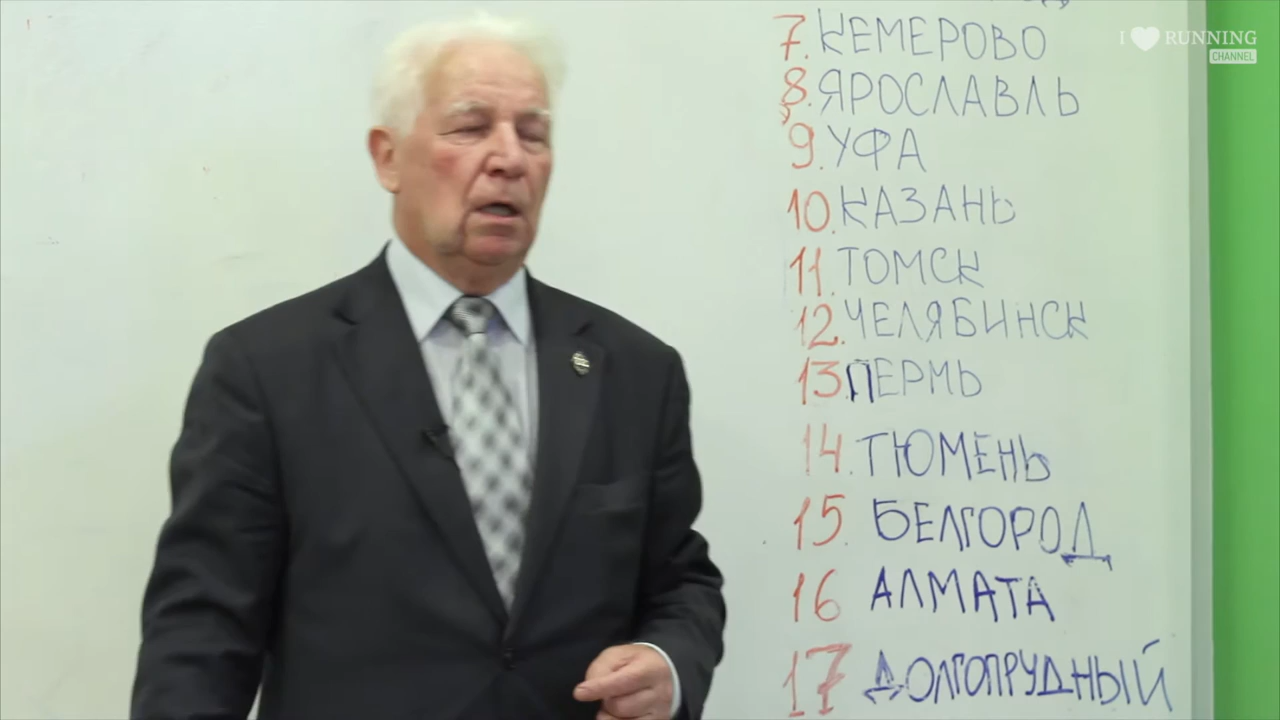 I RUNNING
CHANNEL
7. КЕМЕРОВО
8. ЯРОСЛАВЛЬ
9. УФА
10. КАЗАНЬ
11. ТОМСК
12. ЧЕЛЯБИНСК
13. ПЕРМЬ
14. ТЮМЕНЬ
15. БЕЛГОРОД
16 АЛМАТА
17 ДОЛГОПРУДНЫЙ